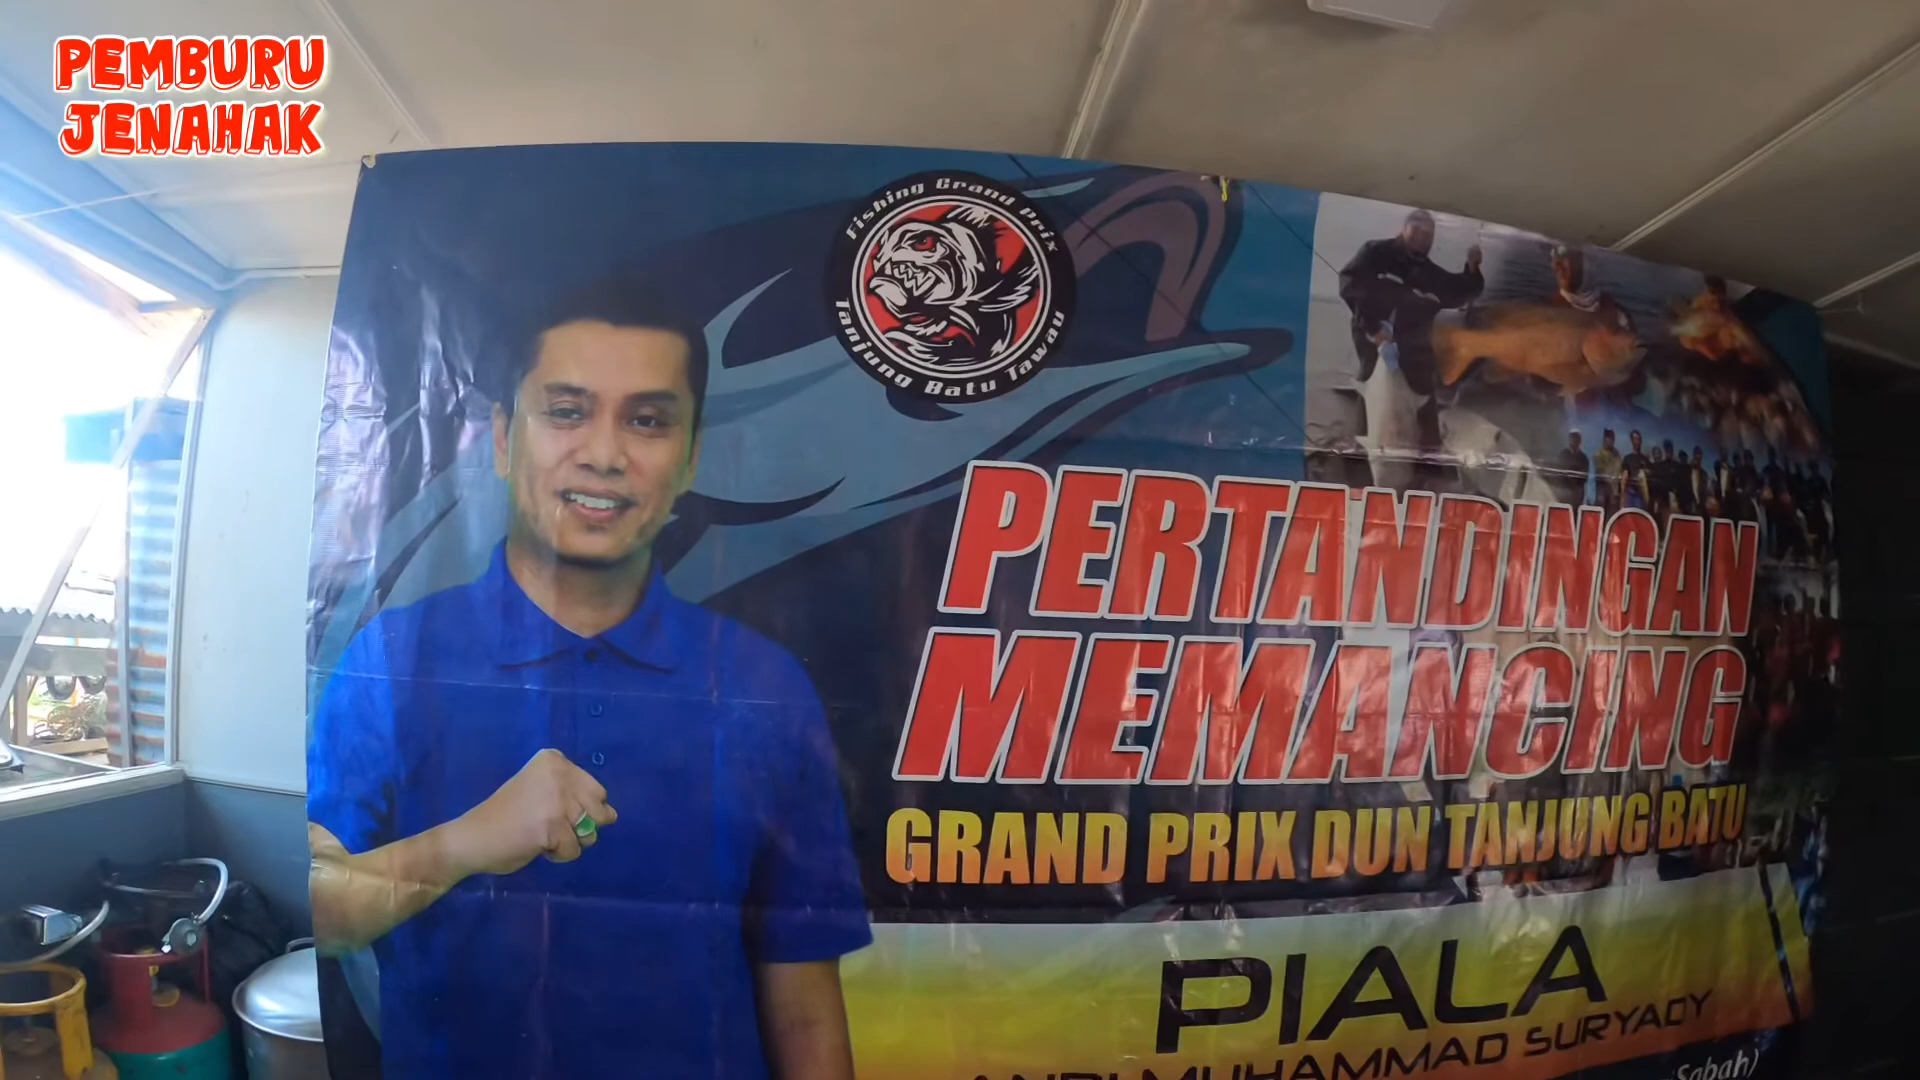 PEMBURU
JENAHAK
Fishing Grand Prix
Tanjung Batu Tawau
PERTANDINGAN
MEMANCING
GRAND PRIX DUN TANJUNG BATU
PIALA
ANDI MUHAMMAD SURYADY
Sabah)